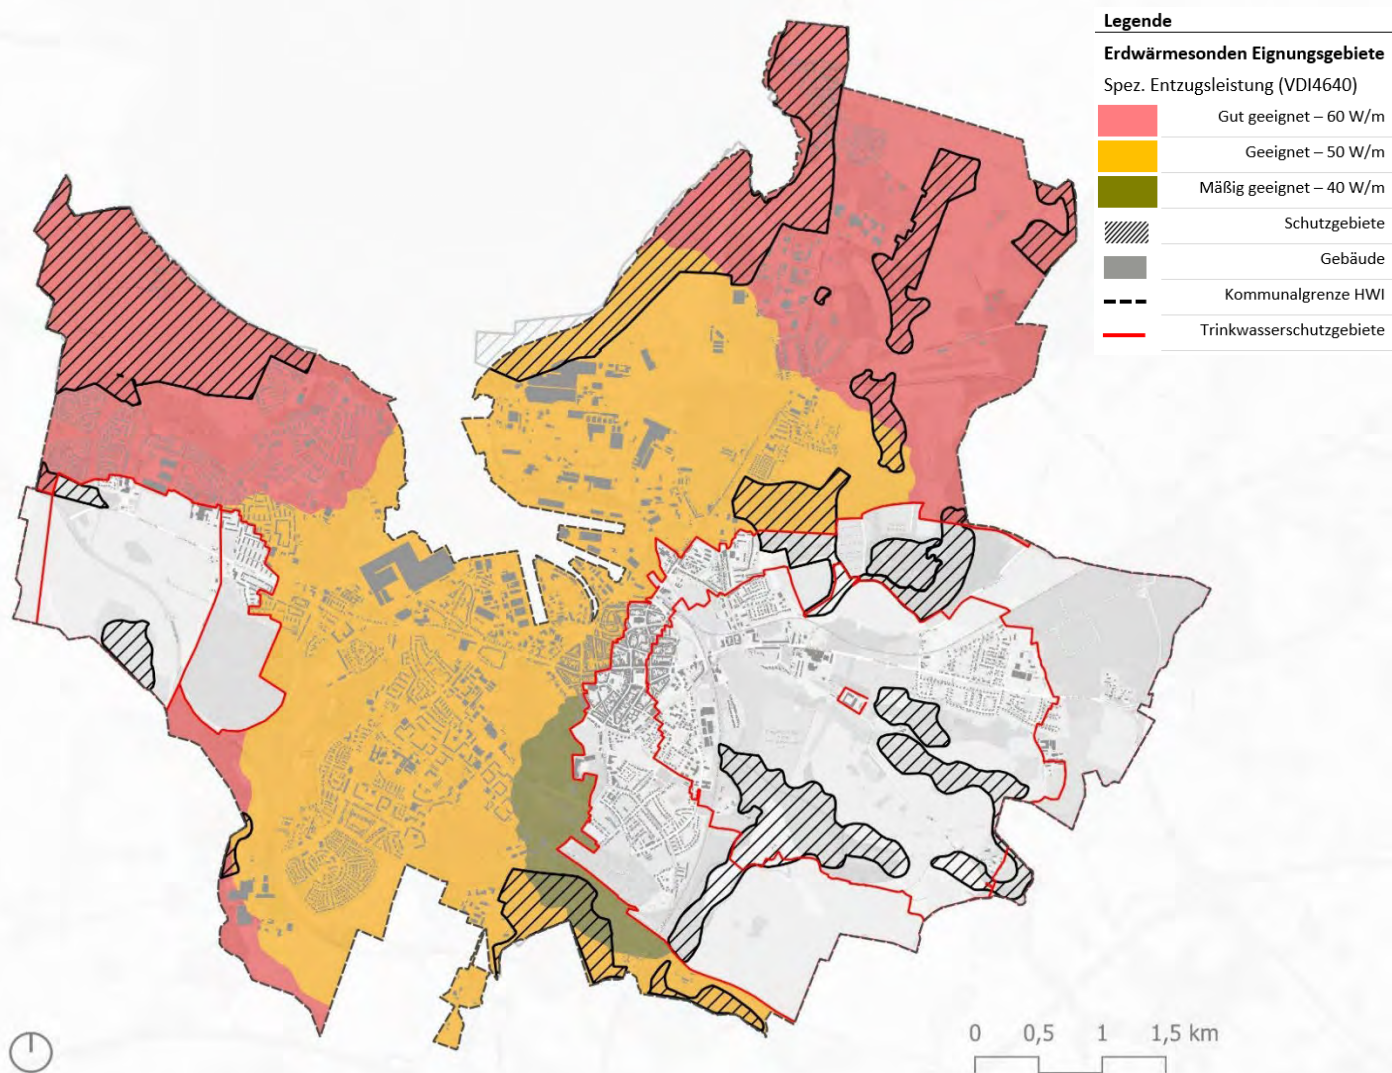 Legende
Erdwärmesonden Eignungsgebiete
Spez. Entzugsleistung (VDI4640)
Gut geeignet – 60 W/m
Geeignet – 50 W/m
Mäßig geeignet – 40 W/m
Schutzgebiete
Gebäude
Kommunalgrenze HWI
Trinkwasserschutzgebiete
0 0,5 1 1,5 km